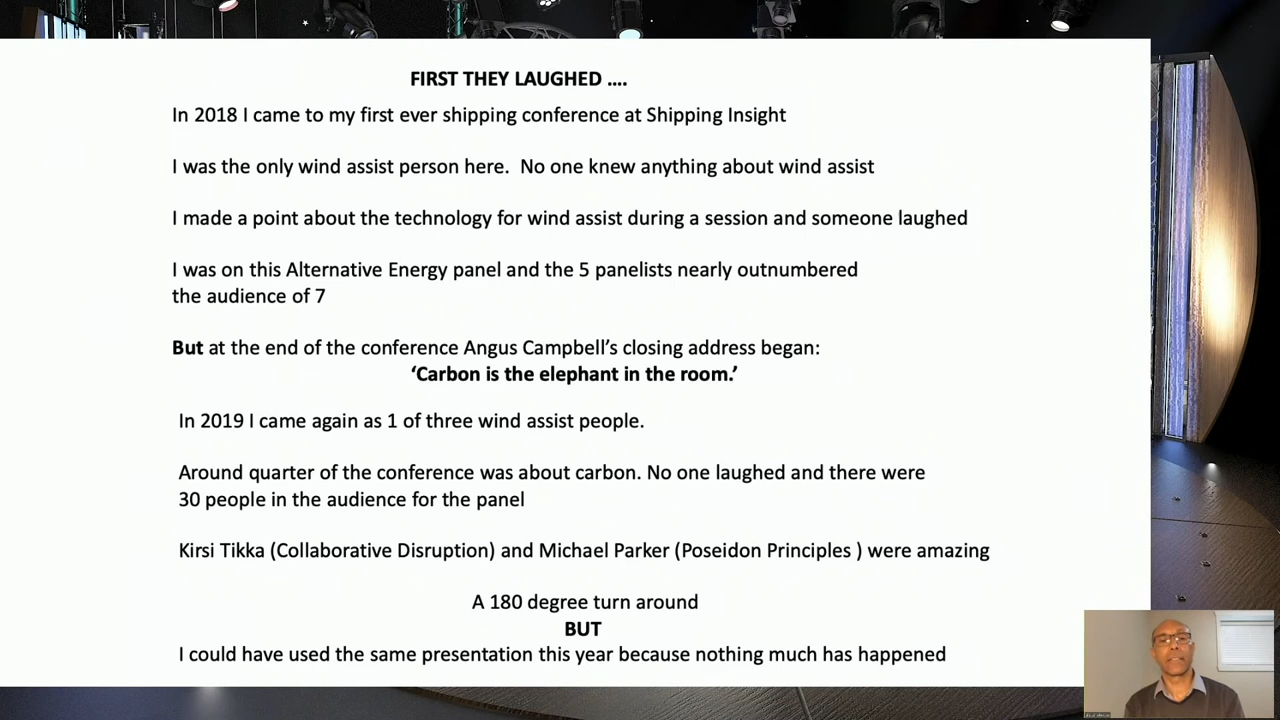 FIRST THEY LAUGHED ....
In 2018 I came to my first ever shipping conference at Shipping Insight
I was the only wind assist person here.  No one knew anything about wind assist
I made a point about the technology for wind assist during a session and someone laughed
I was on this Alternative Energy panel and the 5 panelists nearly outnumbered
the audience of 7
But at the end of the conference Angus Campbell's closing address began:
‘Carbon is the elephant in the room.’
In 2019 I came again as 1 of three wind assist people.
Around quarter of the conference was about carbon. No one laughed and there were
30 people in the audience for the panel
Kirsi Tikka (Collaborative Disruption) and Michael Parker (Poseidon Principles ) were amazing
A 180 degree turn around
BUT
I could have used the same presentation this year because nothing much has happened